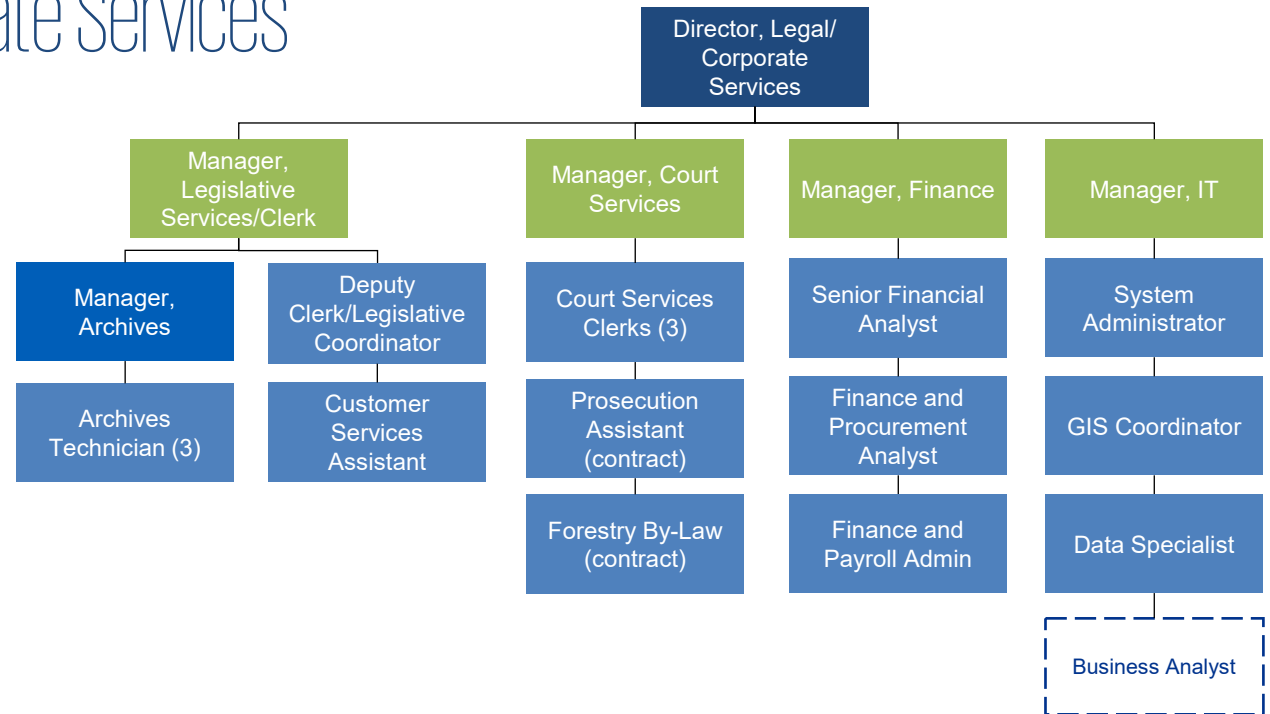 Services
Director, Legal/
Corporate
Services
Manager,
Legislative
Services/Clerk
Manager, Court
Services
Manager, Finance
Manager, IT
Manager,
Archives
Deputy
Clerk/Legislative
Coordinator
Court Services
Clerks (3)
Senior Financial
Analyst
System
Administrator
Archives
Technician (3)
Customer
Services
Assistant
Prosecution
Assistant
(contract)
Finance and
Procurement
Analyst
GIS Coordinator
Forestry By-Law
(contract)
Finance and
Payroll Admin
Data Specialist
Business Analyst